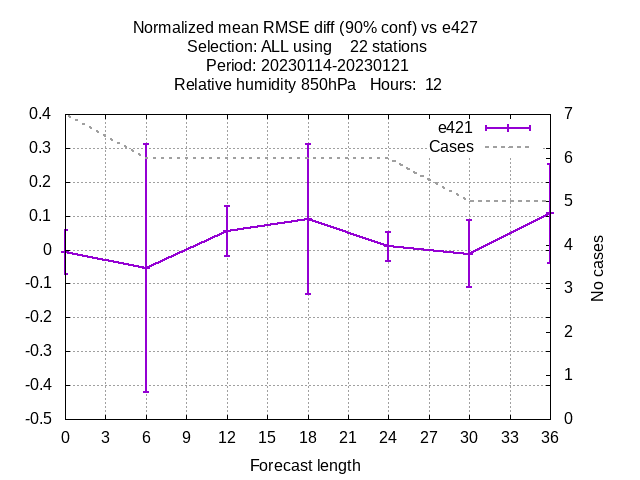 Normalized mean RMSE diff (90% conf) vs e427
Selection: ALL using 22 stations
Period: 20230114-20230121
Relative humidity 850hPa Hours: 12
e421
Cases
0.4
0.3
0.2
0.1
0
-0.1
-0.2
-0.3
-0.4
-0.5
7
6
5
4
3
2
1
0
No cases
0 3 6 9 12 15 18 21 24 27 30 33 36
Forecast length